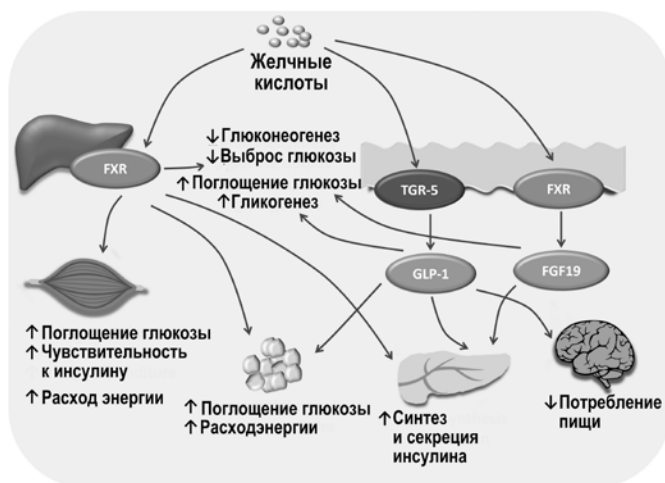 Желчные
кислоты
FXR
↓ Глюконеогенез
↓ Выброс глюкозы
↑ Поглощение глюкозы
↑ Гликогенез
TGR-5
FXR
GLP-1
FGF19
↑ Поглощение глюкозы
↑ Чувствительность
к инсулину
↑ Расход энергии
↑ Поглощение глюкозы
↑ Расходэнергии
↑ Синтез
и секреция
инсулина
↓ Потребление
пищи